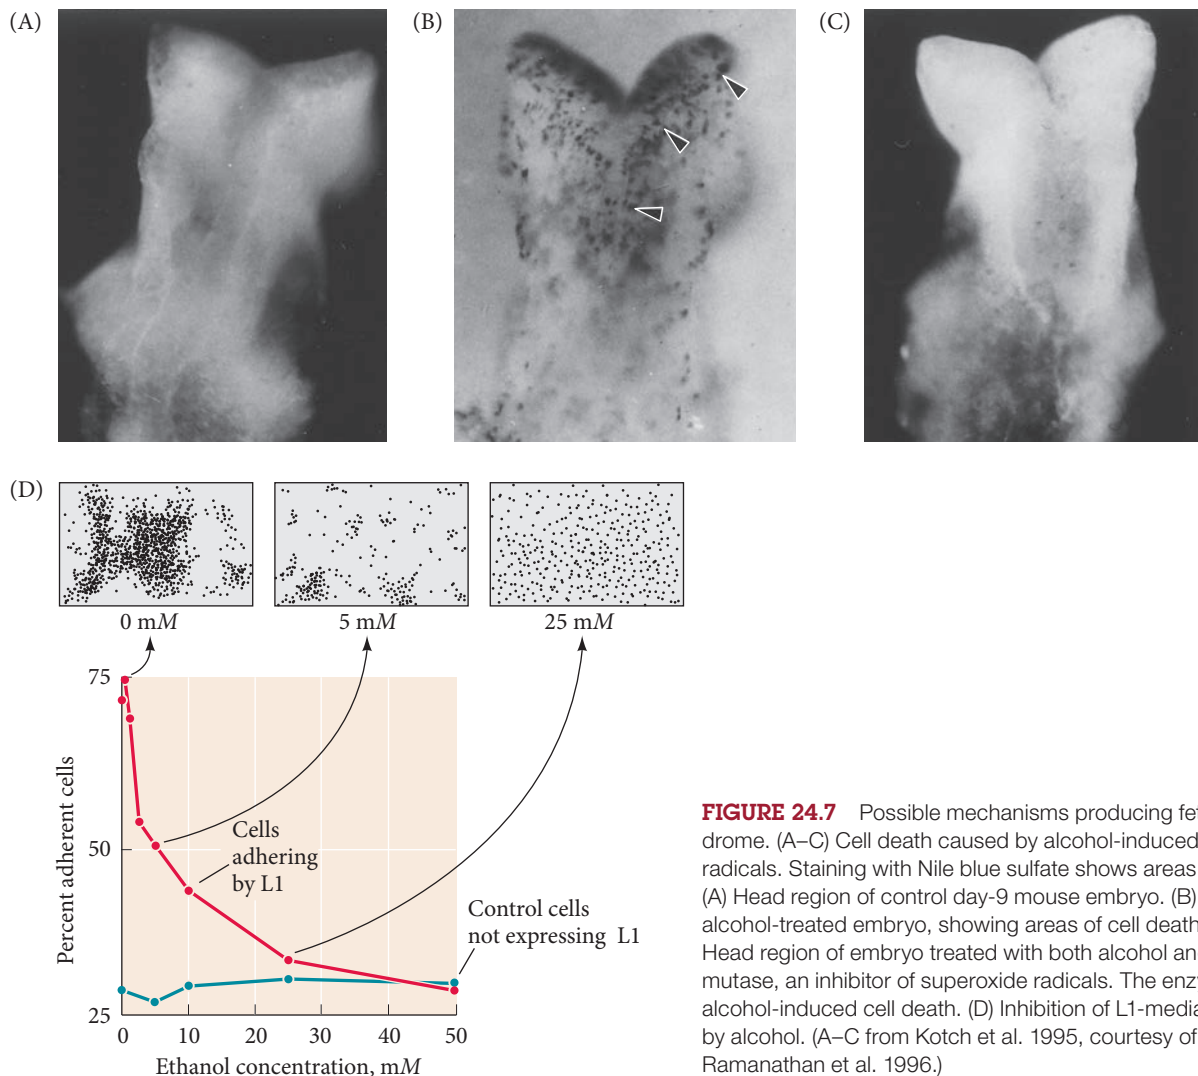 (A)
(B)
(C)
(D)
0 mM
5 mM
25 mM
75
50
25
Percent adherent cells
Cells
adhering
by L1
Control cells
not expressing L1
0
10
20
30
40
50
Ethanol concentration, mM
FIGURE 24.7 Possible mechanisms producing
drome. (A–C) Cell death caused by alcohol-induced
radicals. Staining with Nile blue sulfate shows areas
(A) Head region of control day-9 mouse embryo. (B)
alcohol-treated embryo, showing areas of cell death
Head region of embryo treated with both alcohol
mutase, an inhibitor of superoxide radicals. The
alcohol-induced cell death. (D) Inhibition of
by alcohol. (A–C from Kotch et al. 1995, courtesy of
Ramanathan et al. 1996.)